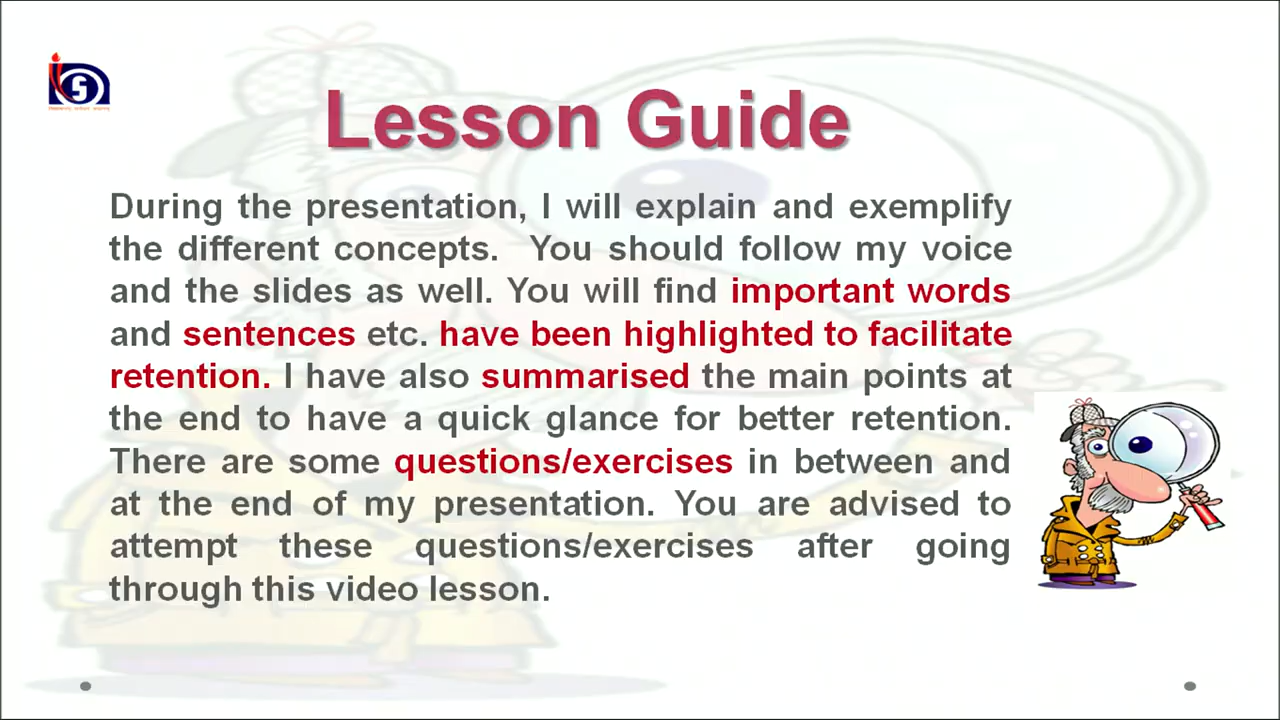 Lesson Guide
During the presentation, I will explain and exemplify
the different concepts. You should follow my voice
and the slides as well. You will find important words
and sentences etc. have been highlighted to facilitate
retention. I have also summarised the main points at
the end to have a quick glance for better retention.
There are some questions/exercises in between and
at the end of my presentation. You are advised to
attempt these questions/exercises after going
through this video lesson.